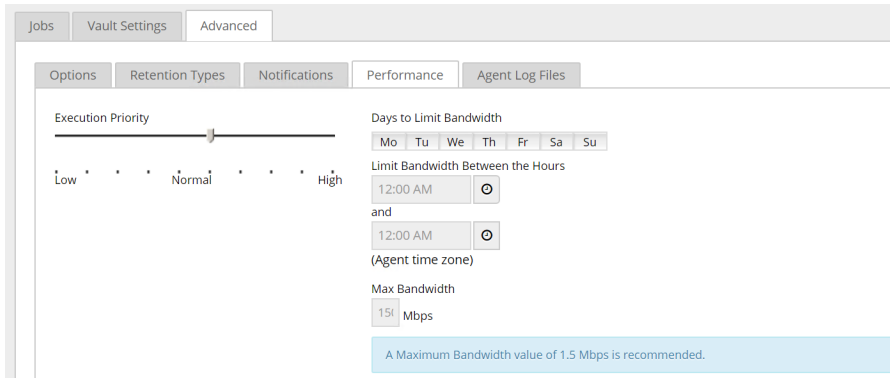 Jobs Vault Settings Advanced
Options Retention Types Notifications Performance Agent Log Files
Execution Priority
Low Normal High
Days to Limit Bandwidth
Mo Tu We Th Fr Sa Su
Limit Bandwidth Between the Hours
12:00 AM
and
12:00 AM
(Agent time zone)
Max Bandwidth
Mbps
A Maximum Bandwidth value of 1.5 Mbps is recommended.